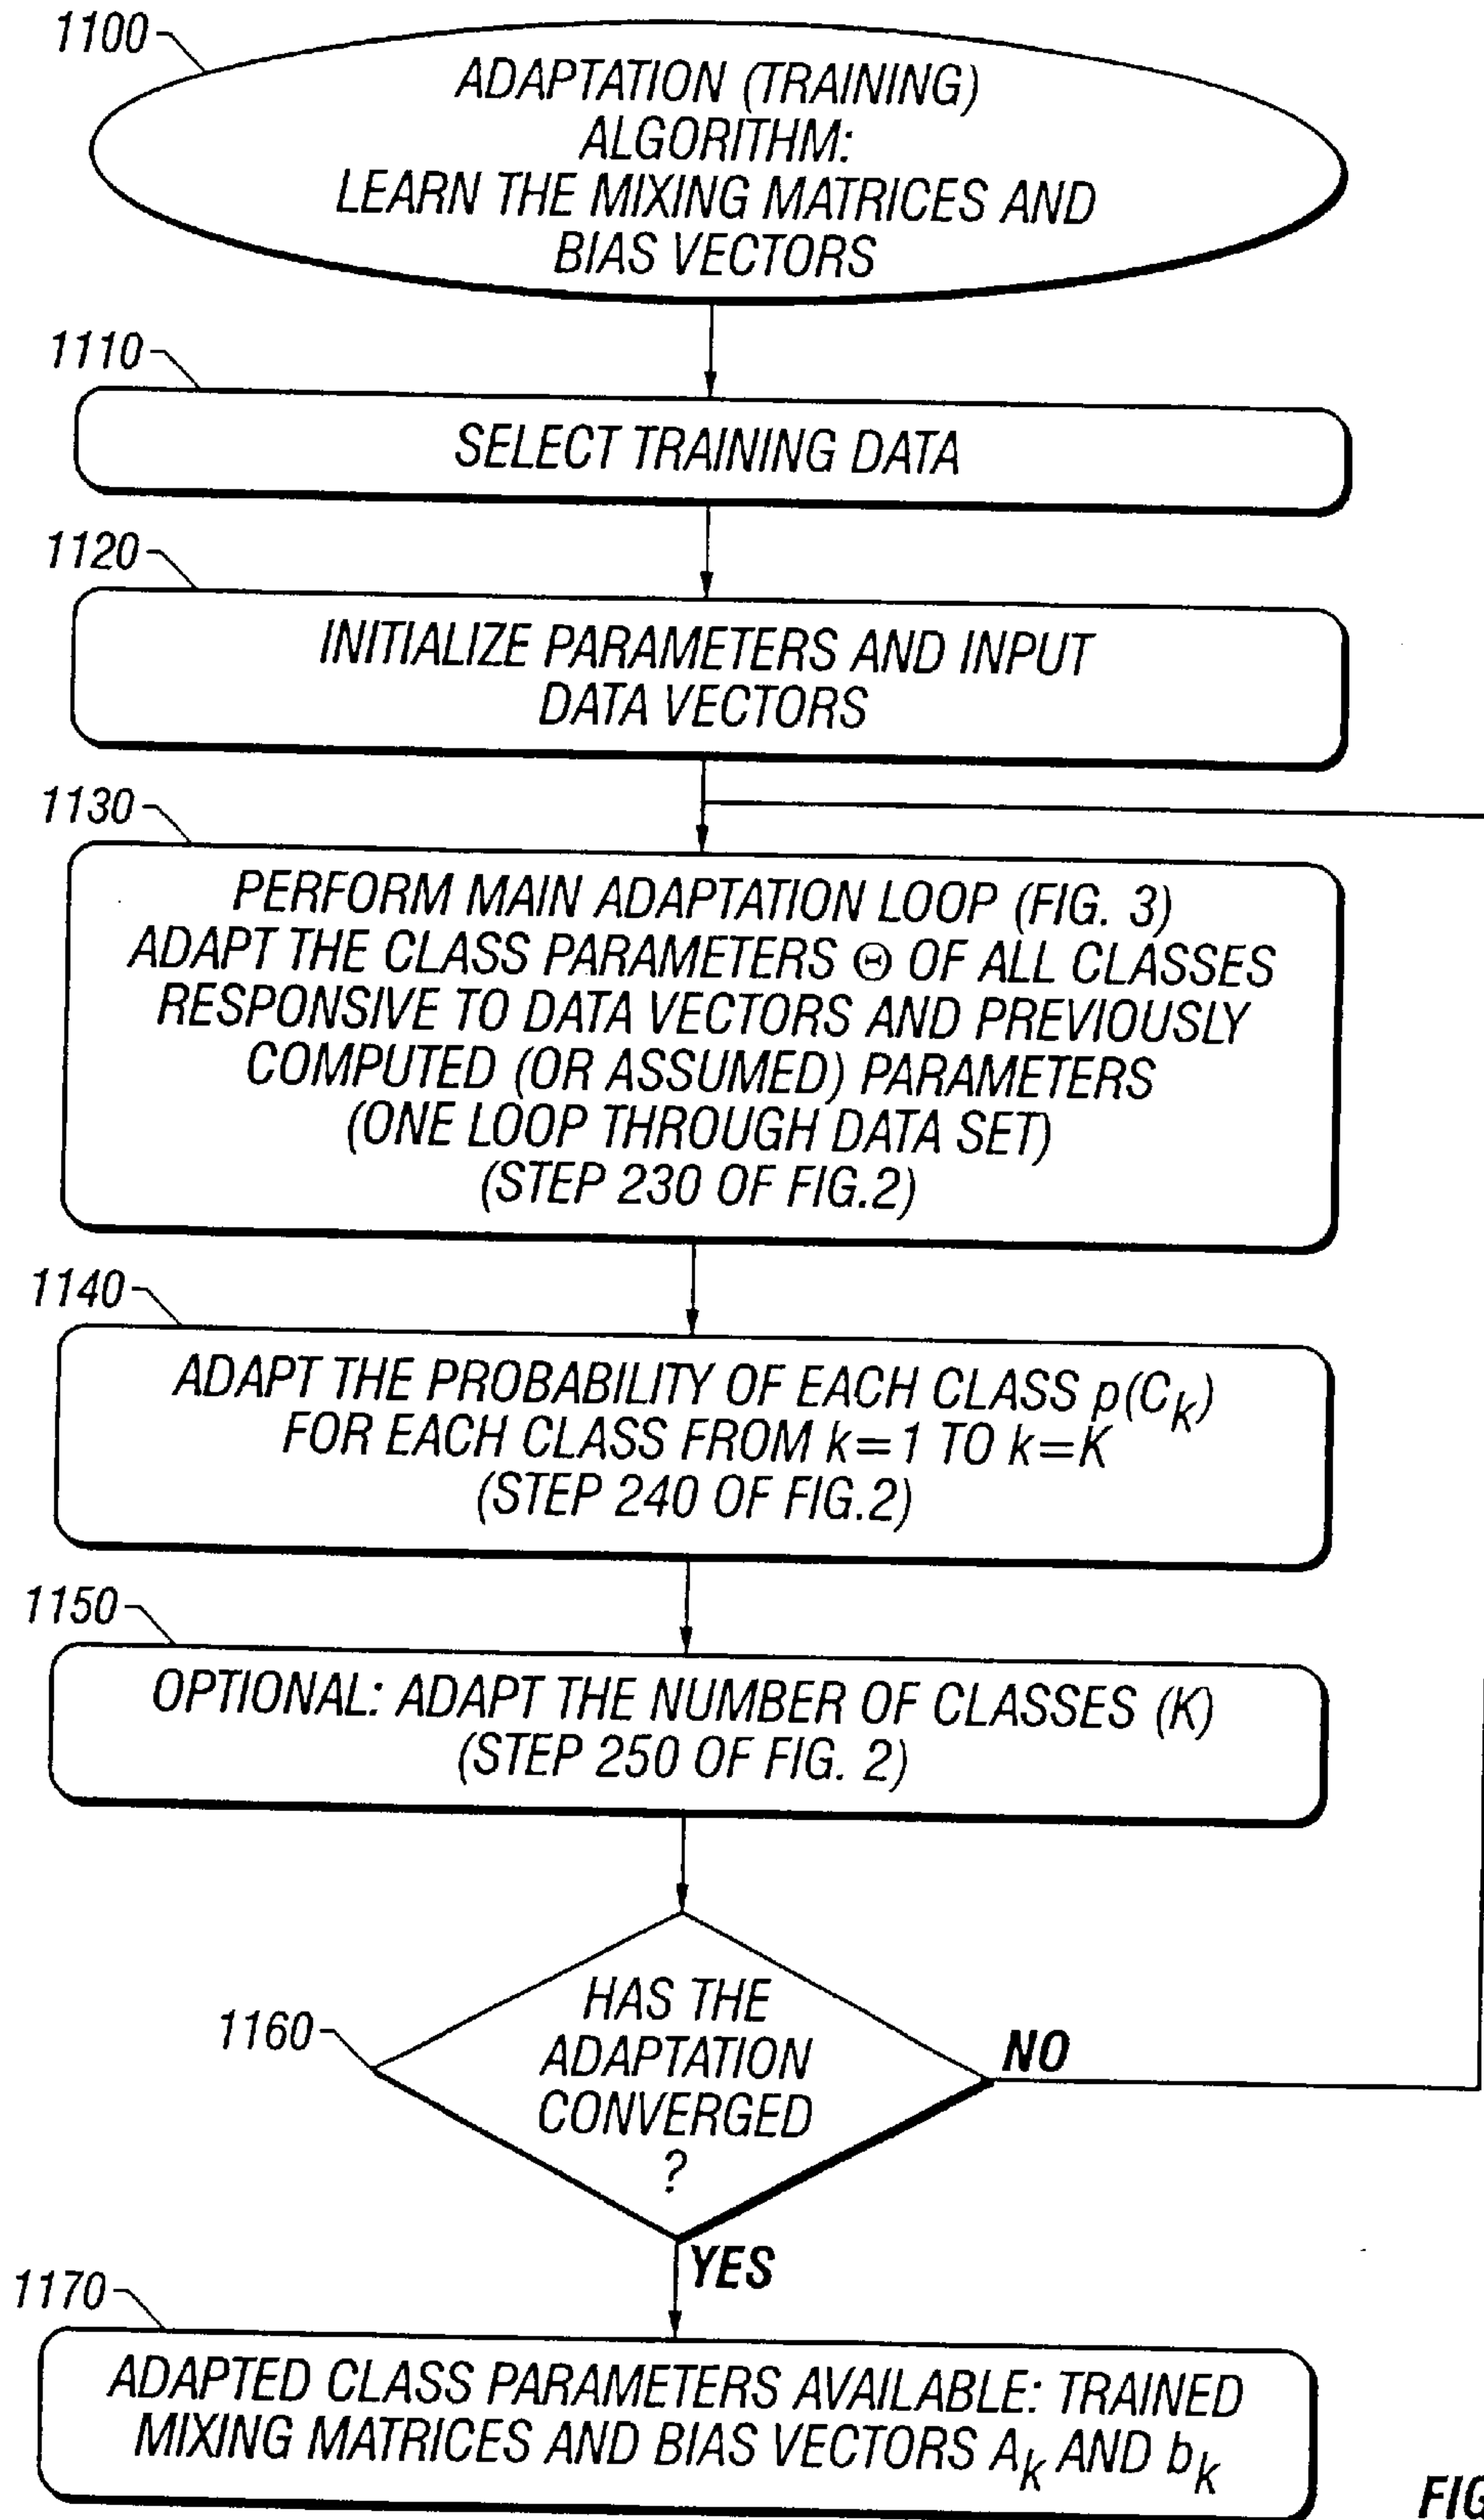 1100
ADAPTATION (TRAINING)
ALGORITHM:
LEARN THE MIXING MATRICES AND
BIAS VECTORS
1110
SELECT TRAINING DATA
1120
INITIALIZE PARAMETERS AND INPUT
DATA VECTORS
1130
PERFORM MAIN ADAPTATION LOOP (FIG. 3)
ADAPT THE CLASS PARAMETERS Θ OF ALL CLASSES
RESPONSIVE TO DATA VECTORS AND PREVIOUSLY
COMPUTED (OR ASSUMED) PARAMETERS
(ONE LOOP THROUGH DATA SET)
(STEP 230 OF FIG.2)
1140
ADAPT THE PROBABILITY OF EACH CLASS p(Ck)
FOR EACH CLASS FROM k=1 TO k=K
(STEP 240 OF FIG.2)
1150
OPTIONAL: ADAPT THE NUMBER OF CLASSES (K)
(STEP 250 OF FIG. 2)
1160
HAS THE
ADAPTATION
CONVERGED
?
NO
YES
1170
ADAPTED CLASS PARAMETERS AVAILABLE: TRAINED
MIXING MATRICES AND BIAS VECTORS Ak AND bk
FIG